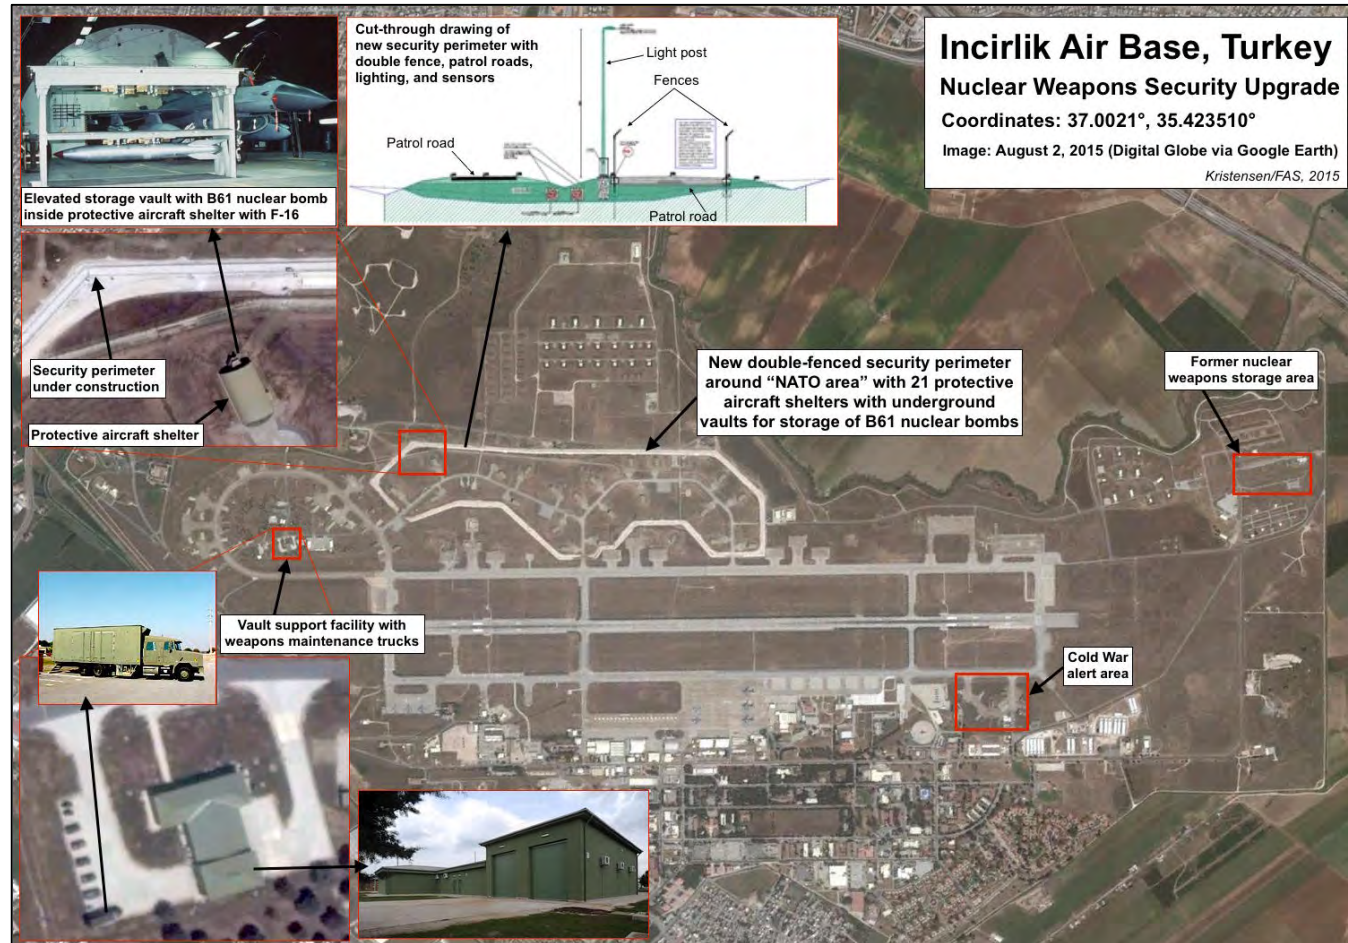 Incirlik Air Base, Turkey
Nuclear Weapons Security Upgrade
Coordinates: 37.0021°, 35.423510°
Image: August 2, 2015 (Digital Globe via Google Earth)
Kristensen/FAS, 2015
Cut-through drawing of
new security perimeter with
double fence, patrol roads,
lighting, and sensors
Light post
Fences
Patrol road
Patrol road
Elevated storage vault with B61 nuclear bomb
inside protective aircraft shelter with F-16
Security perimeter
under construction
Protective aircraft shelter
New double-fenced security perimeter
around “NATO area” with 21 protective
aircraft shelters with underground
vaults for storage of B61 nuclear bombs
Former nuclear
weapons storage area
Vault support facility with
weapons maintenance trucks
Cold War
alert area